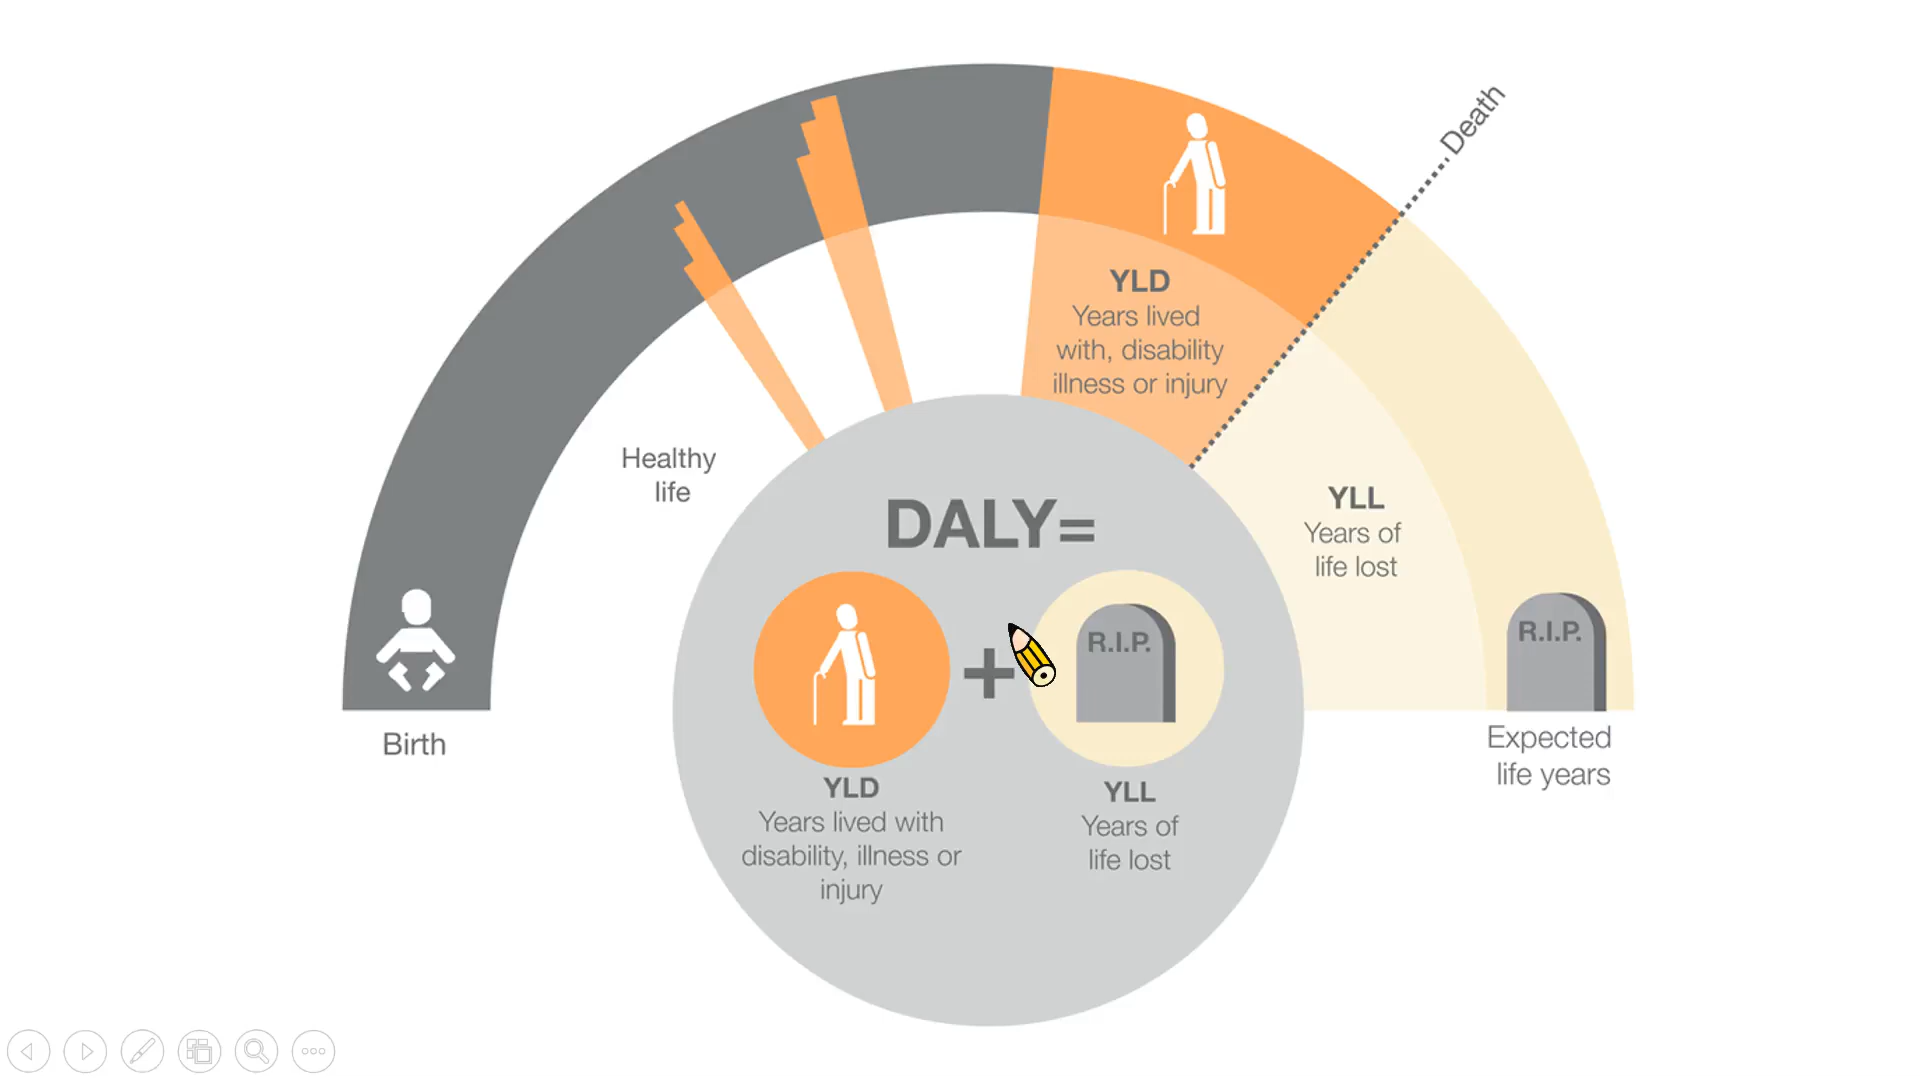 Death
YLD
Years lived
with, disability
illness or injury
Healthy
life
YLL
Years of
life lost
DALY=
R.I.P.
+
R.I.P.
Birth
Expected
life years
YLD
Years lived with
disability, illness or
injury
YLL
Years of
life lost